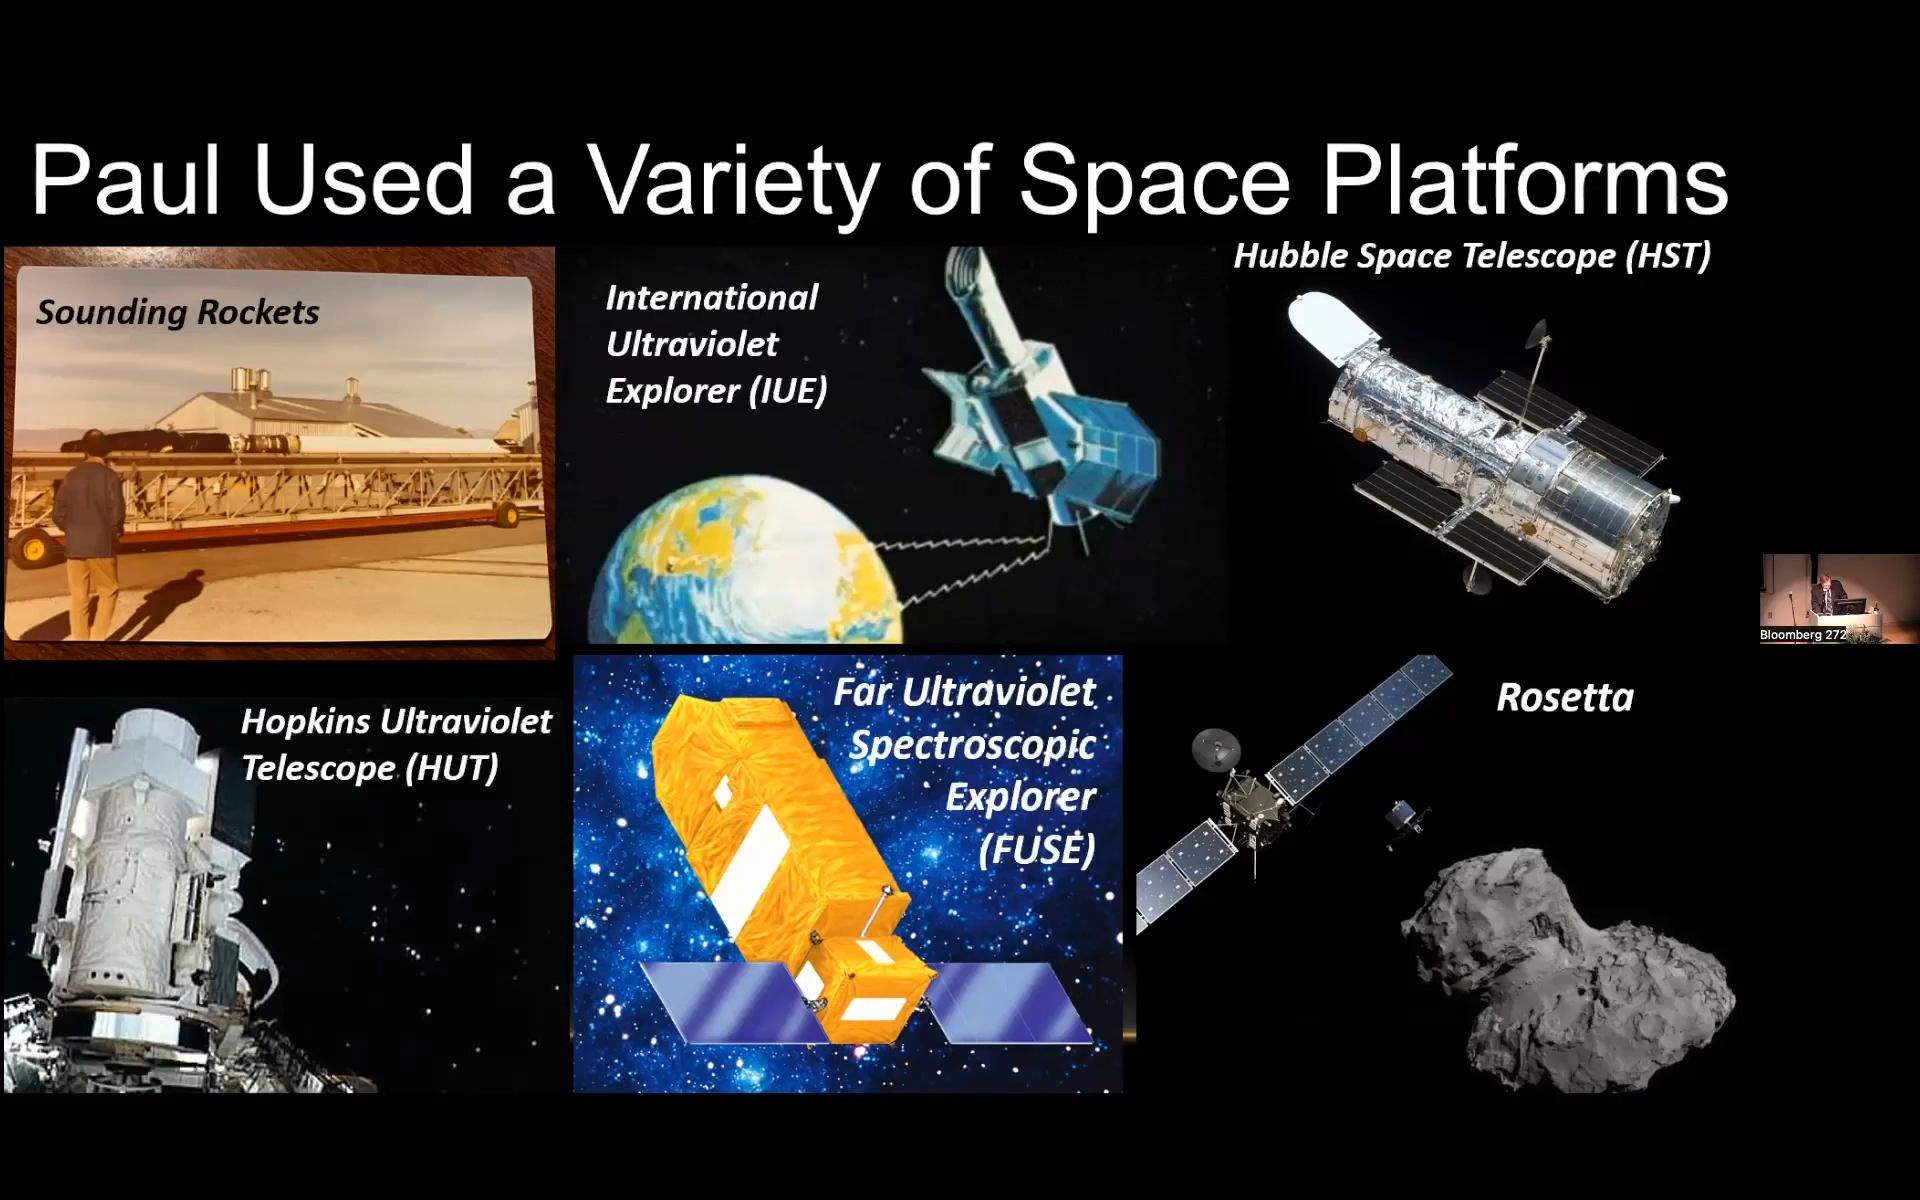 Paul Used a Variety of Space Platforms
Sounding Rockets
International
Ultraviolet
Explorer (IUE)
Hubble Space Telescope (HST)
Hopkins Ultraviolet
Telescope (HUT)
Far Ultraviolet
Spectroscopic
Explorer
(FUSE)
Rosetta
Bloomberg 272